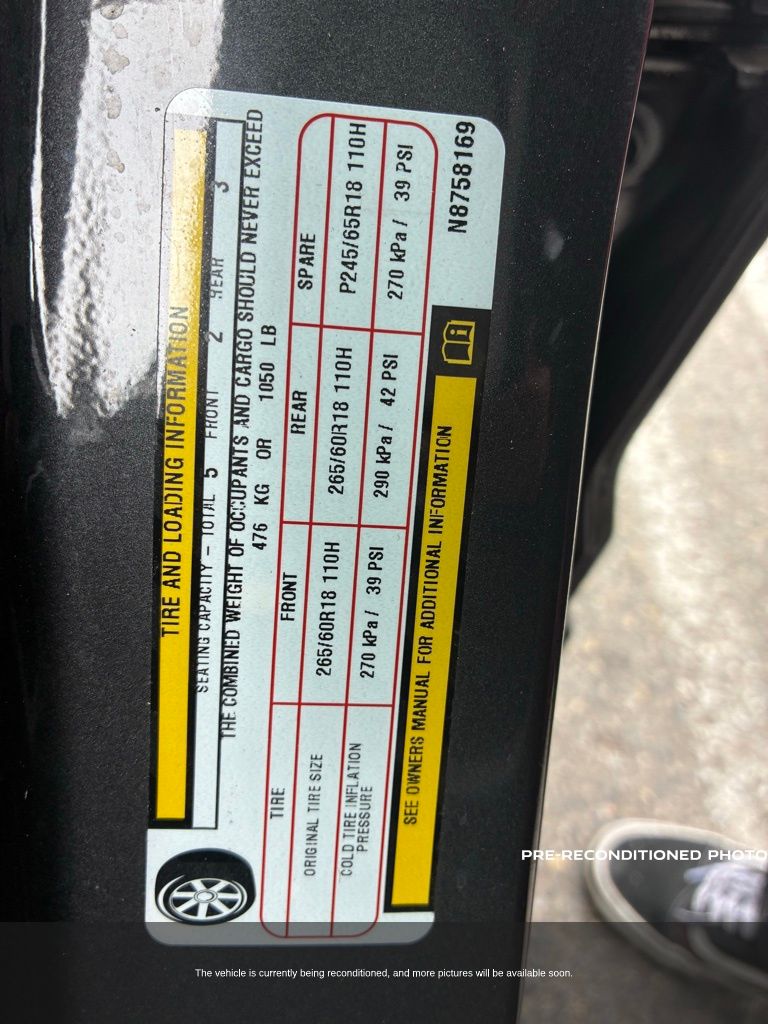 TIRE AND LOADING INFORMATION
SEATING CAPACITY – TOTAL 5 FRONT 2 REAR 3
THE COMBINED WEIGHT OF OCCUPANTS AND CARGO SHOULD NEVER EXCEED
476 KG OR 1050 LB
TIRE FRONT REAR SPARE
ORIGINAL TIRE SIZE 265/60R18 110H 265/60R18 110H P245/65R18 110H
COLD TIRE INFLATION PRESSURE 270 kPa / 39 PSI 290 kPa / 42 PSI 270 kPa / 39 PSI
SEE OWNERS MANUAL FOR ADDITIONAL INFORMATION
N8758169
PRE-RECONDITIONED PHOTO
The vehicle is currently being reconditioned, and more pictures will be available soon.